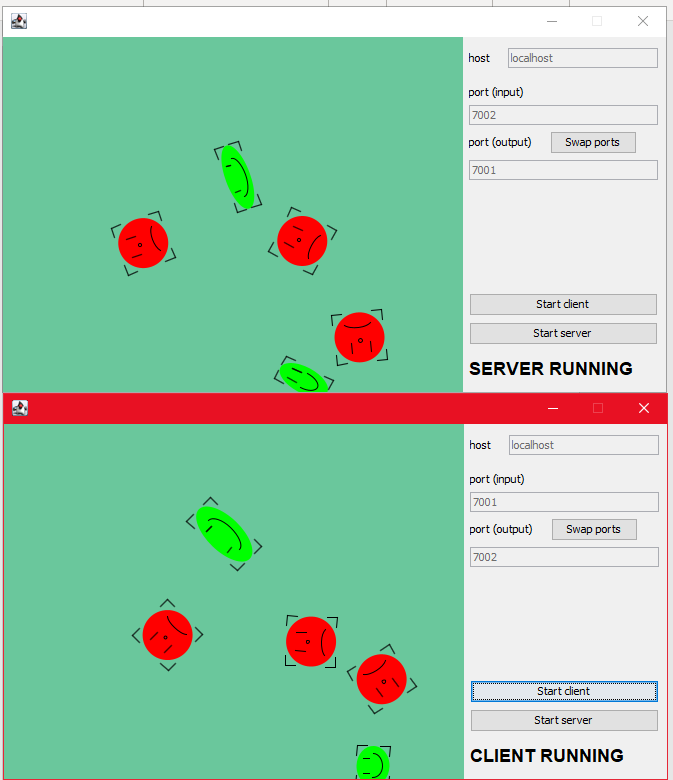 host localhost
port (input)
7002
port (output) Swap ports
7001
Start client
Start server
SERVER RUNNING
host localhost
port (input)
7001
port (output) Swap ports
7002
Start client
Start server
CLIENT RUNNING